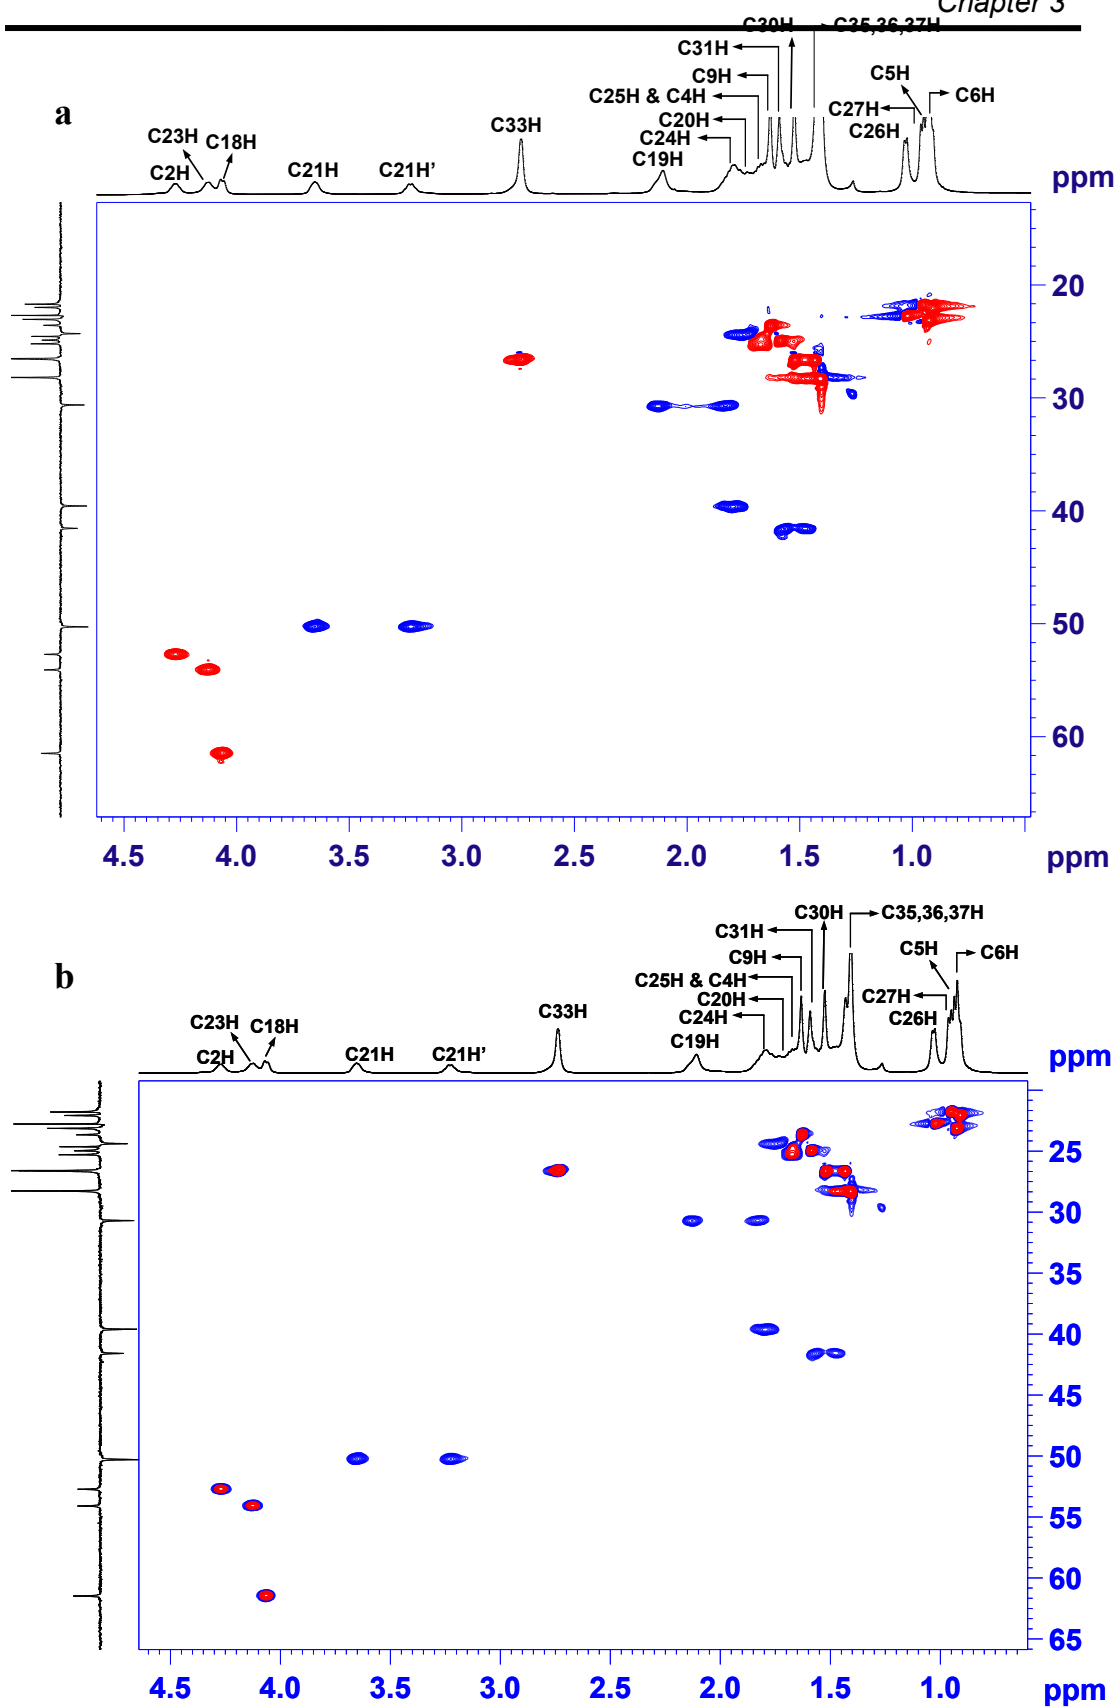 Chapter 3
C30H C35,36,37H
C31H
C9H C5H
C25H & C4H C6H
a C27H
C20H
C23H C18H C33H C24H C26H
C2H C21H C21H' C19H
ppm
20
30
40
50
60
4.5 4.0 3.5 3.0 2.5 2.0 1.5 1.0 ppm
C30H C35,36,37H
C31H
C5H C6H
C9H
b C25H & C4H
C27H
C20H
C33H C24H C26H
C23H C18H
C2H C21H C21H' C19H
ppm
25
30
35
40
45
50
55
60
65
4.5 4.0 3.5 3.0 2.5 2.0 1.5 1.0 ppm